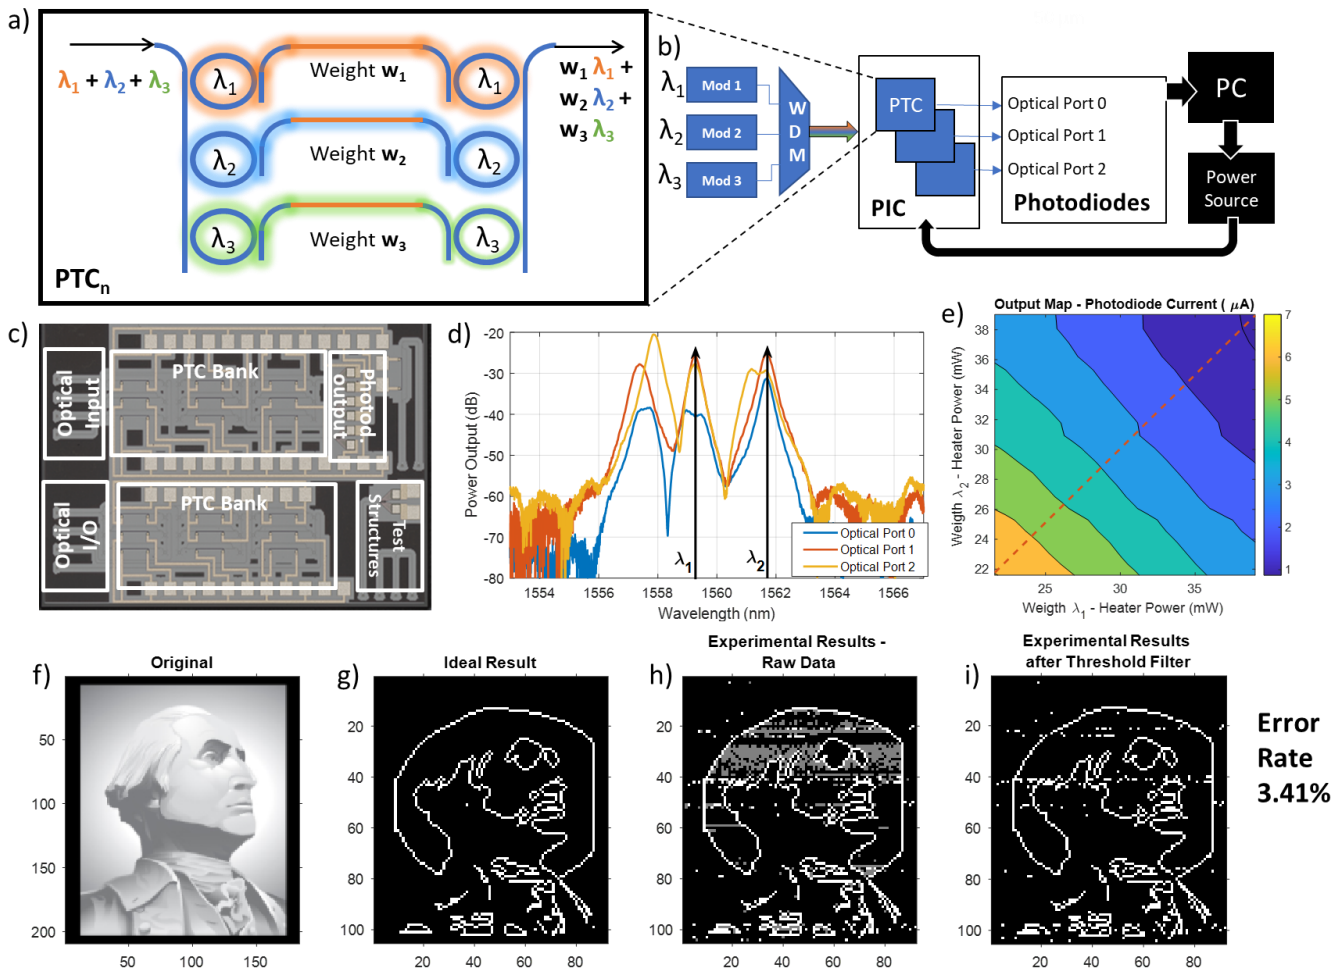 a)
λ1 + λ2 + λ3
λ1
Weight w1
λ1
λ2
Weight w2
λ2
λ3
Weight w3
λ3
w1 λ1 +
w2 λ2 +
w3 λ3
PTCn
b)
λ1
Mod 1
λ2
Mod 2
λ3
Mod 3
W
D
M
PTC
PIC
Optical Port 0
Optical Port 1
Optical Port 2
Photodiodes
PC
Power
Source
c)
Optical
Input
PTC Bank
Photod.
output
Optical
I/O
PTC Bank
Test
Structures
d)
Power Output (dB)
-20
-30
-40
-50
-60
-70
-80
λ1
λ2
Optical Port 0
Optical Port 1
Optical Port 2
1554
1556
1558
1560
1562
1564
1566
Wavelength (nm)
e)
Output Map - Photodiode Current ( μA)
Weigth λ2 - Heater Power (mW)
38
36
34
32
30
28
26
24
22
25
30
35
Weigth λ1 - Heater Power (mW)
7
6
5
4
3
2
1
f)
Original
50
100
150
200
50
100
150
g)
Ideal Result
20
40
60
80
100
20
40
60
80
h)
Experimental Results -
Raw Data
20
40
60
80
100
20
40
60
80
i)
Experimental Results
after Threshold Filter
20
40
60
80
100
20
40
60
80
Error
Rate
3.41%